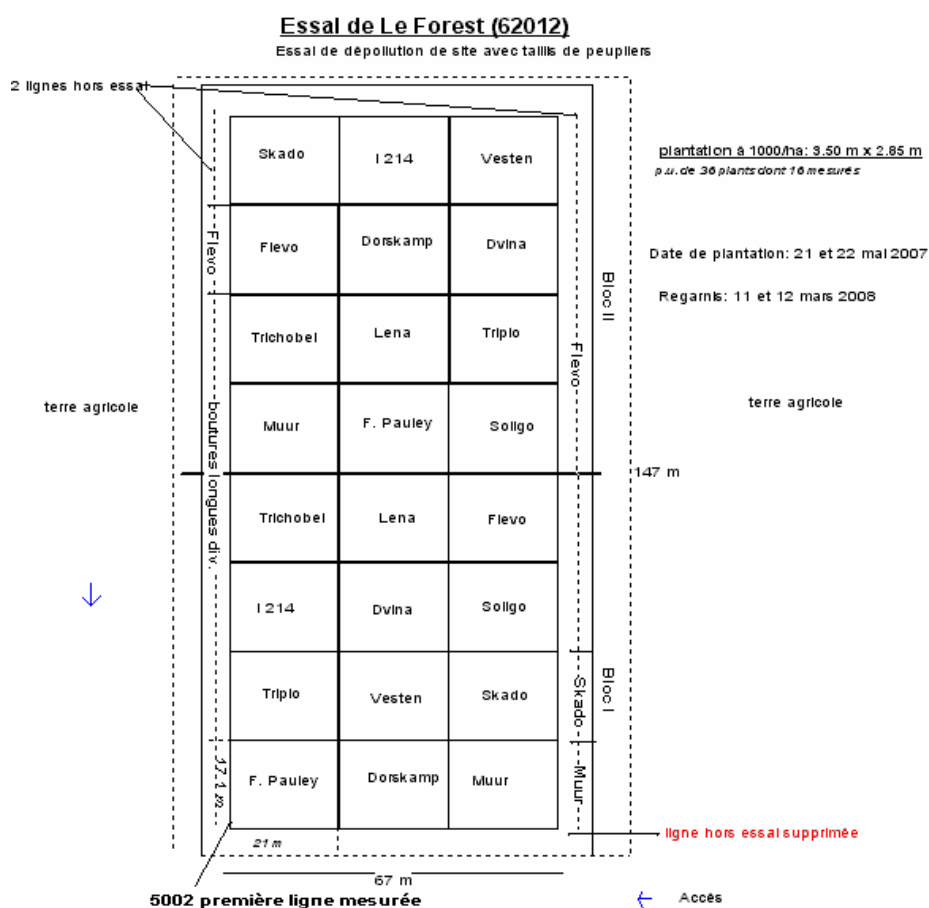 Essai de Le Forest (62012)
Essai de dépollution de site avec taillis de peupliers
2 lignes hors essai
Skado I 214 Vesten
plantation à 1000/ha: 3.50 m x 2.85 m
p.u. de 36 plants dont 16 mesurés
Flevo
Flevo Dorskamp Dvina
Date de plantation: 21 et 22 mai 2007
Bloc II
Regarnis: 11 et 12 mars 2008
Trichobel Lena Triplo
Flevo
terre agricole
boutures longues div.
Muur F. Pauley Soligo
terre agricole
147 m
Trichobel Lena Flevo
I 214 Dvina Soligo
Triplo Vesten Skado
Skado
Bloc I
17.1 m
F. Pauley Dorskamp Muur
Muur
ligne hors essai supprimée
21 m
67 m
5002 première ligne mesurée
Accès